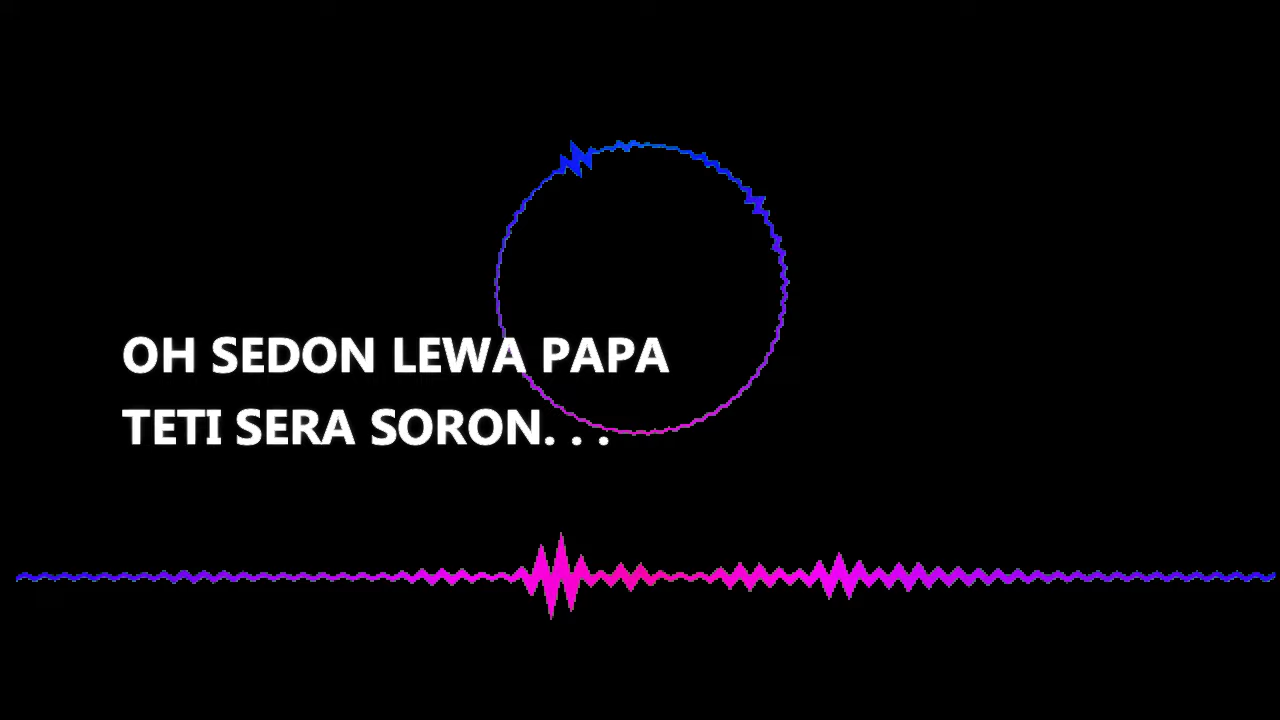 OH SEDON LEWA PAPA
TETI SERA SORON. . .